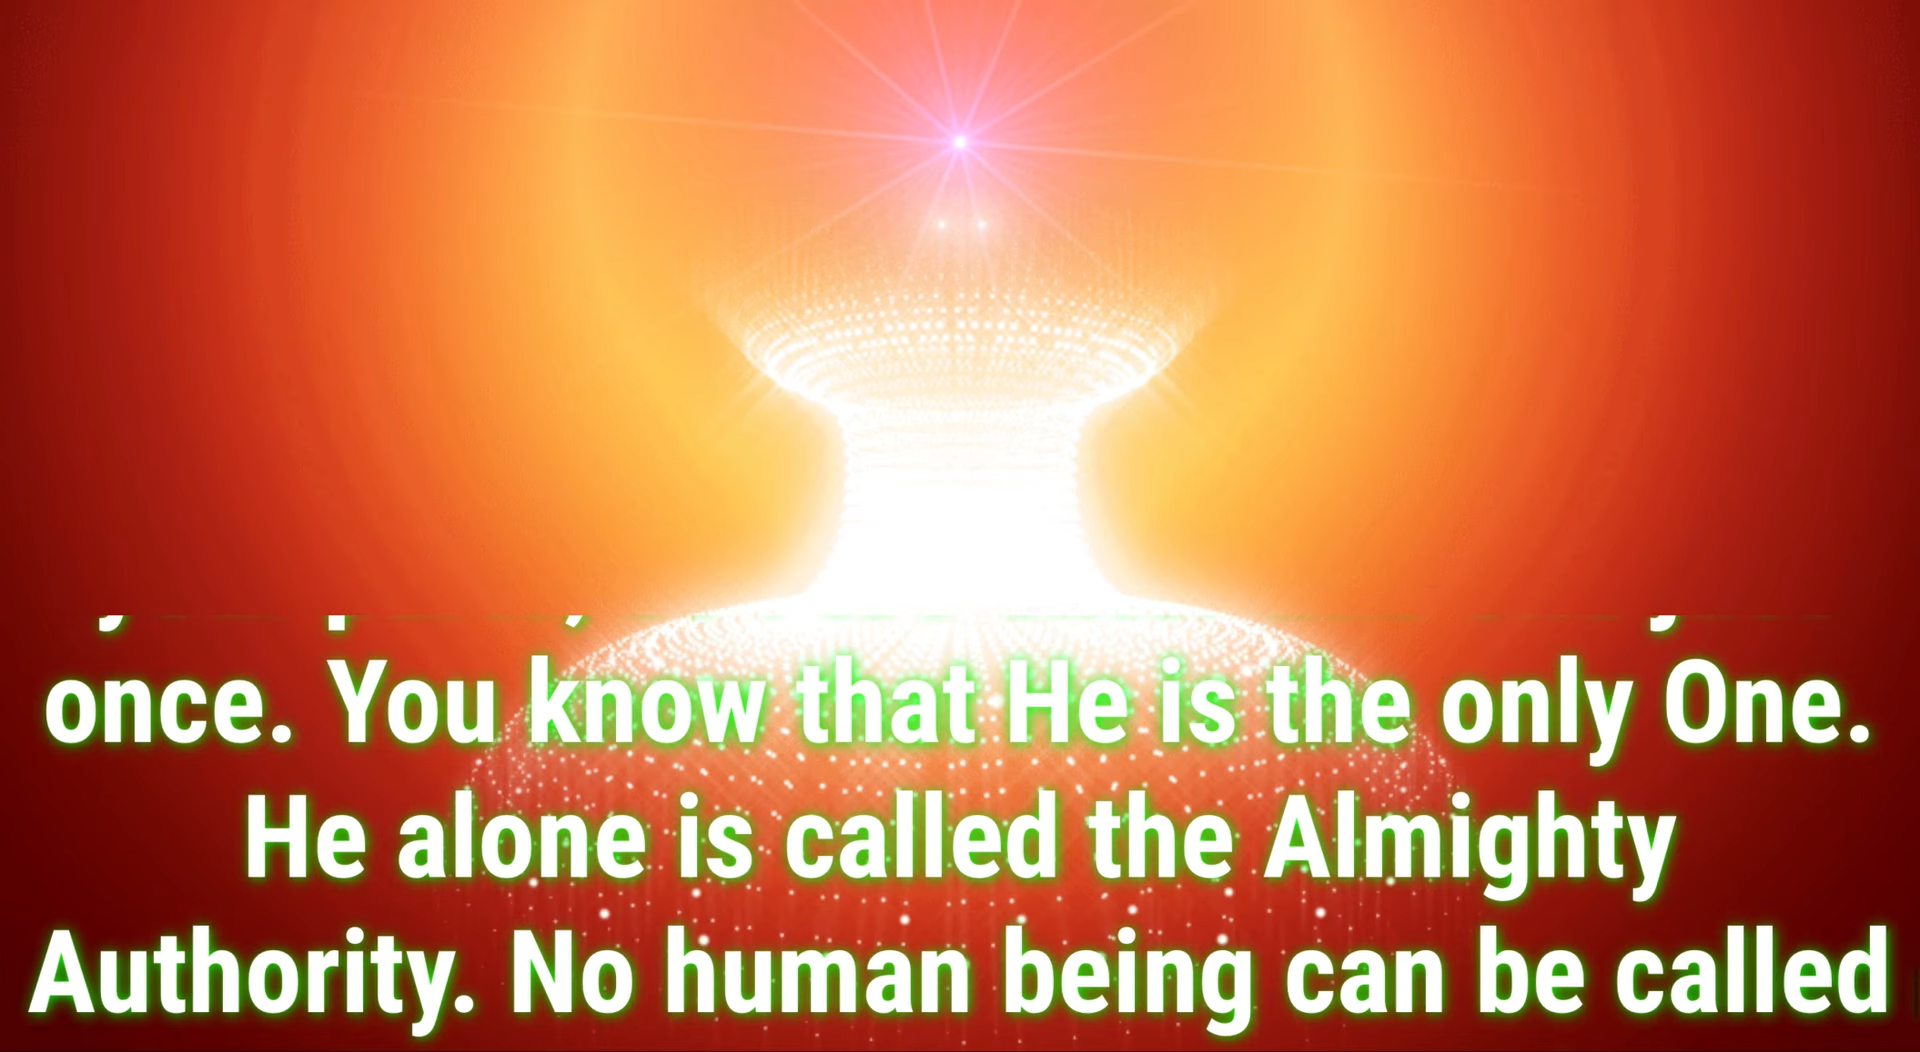 once. You know that He is the only One.
He alone is called the Almighty
Authority. No human being can be called